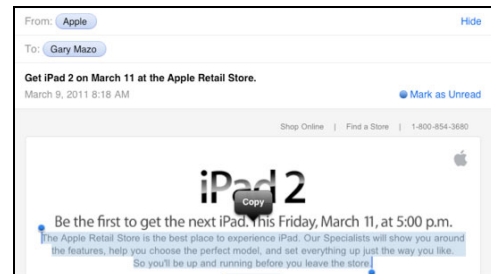 From: Apple Hide
To: Gary Mazo
Get iPad 2 on March 11 at the Apple Retail Store.
March 9, 2011 8:18 AM Mark as Unread
Shop Online | Find a Store | 1-800-854-3680
iPad 2
Copy
Be the first to get the next iPad. This Friday, March 11, at 5:00 p.m.
The Apple Retail Store is the best place to experience iPad. Our Specialists will show you around
the features, help you choose the perfect model, and set everything up just the way you like.
So you'll be up and running before you leave the store.